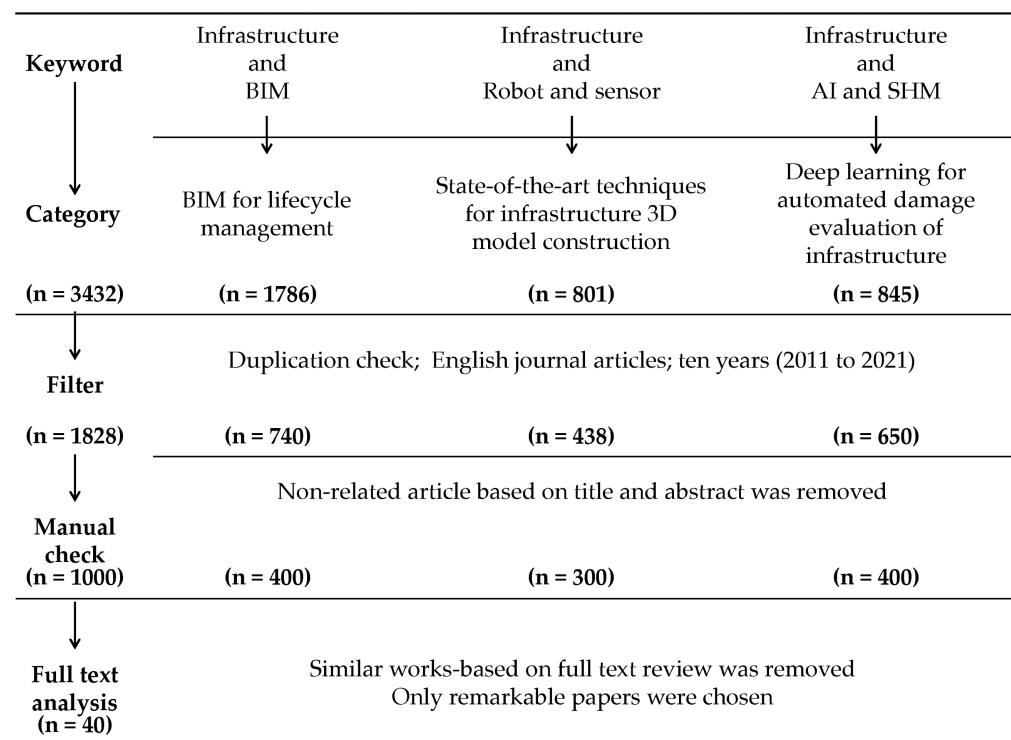 Keyword
Infrastructure
and
BIM
Infrastructure
and
Robot and sensor
Infrastructure
and
AI and SHM
Category
BIM for lifecycle
management
State-of-the-art techniques
for infrastructure 3D
model construction
Deep learning for
automated damage
evaluation of
infrastructure
(n = 3432)
(n = 1786)
(n = 801)
(n = 845)
Filter
Duplication check; English journal articles; ten years (2011 to 2021)
(n = 1828)
(n = 740)
(n = 438)
(n = 650)
Manual
check
Non-related article based on title and abstract was removed
(n = 1000)
(n = 400)
(n = 300)
(n = 400)
Full text
analysis
(n = 40)
Similar works-based on full text review was removed
Only remarkable papers were chosen